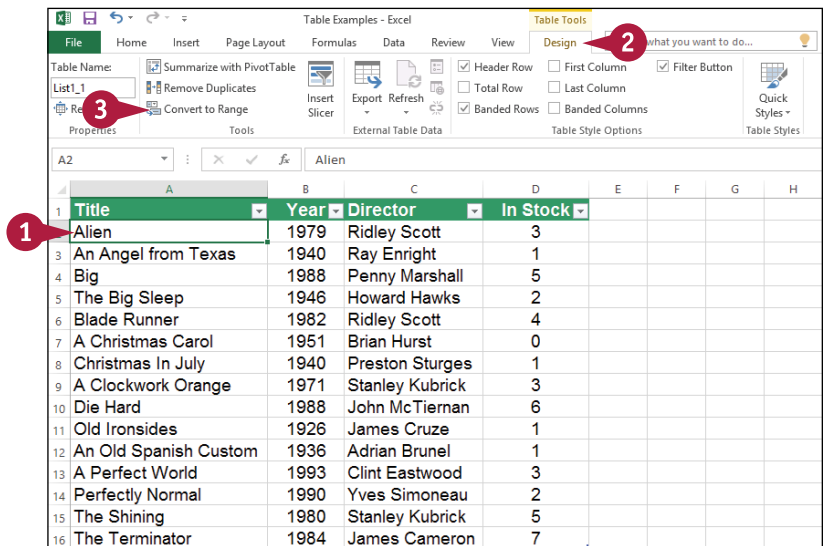 Table Examples - Excel
Table Tools
File Home Insert Page Layout Formulas Data Review View Design 2 what you want to do...
Table Name: Summarize with PivotTable Header Row First Column Filter Button
List1_1 Remove Duplicates Insert Slicer Export Refresh Total Row Last Column Quick Styles
3 Convert to Range Banded Rows Banded Columns
Properties Tools External Table Data Table Style Options Table Styles
A2 fx Alien
A B C D E F G H
1 Title Year Director In Stock
1 Alien 1979 Ridley Scott 3
3 An Angel from Texas 1940 Ray Enright 1
4 Big 1988 Penny Marshall 5
5 The Big Sleep 1946 Howard Hawks 2
6 Blade Runner 1982 Ridley Scott 4
7 A Christmas Carol 1951 Brian Hurst 0
8 Christmas In July 1940 Preston Sturges 1
9 A Clockwork Orange 1971 Stanley Kubrick 3
10 Die Hard 1988 John McTiernan 6
11 Old Ironsides 1926 James Cruze 1
12 An Old Spanish Custom 1936 Adrian Brunel 1
13 A Perfect World 1993 Clint Eastwood 3
14 Perfectly Normal 1990 Yves Simoneau 2
15 The Shining 1980 Stanley Kubrick 5
16 The Terminator 1984 James Cameron 7